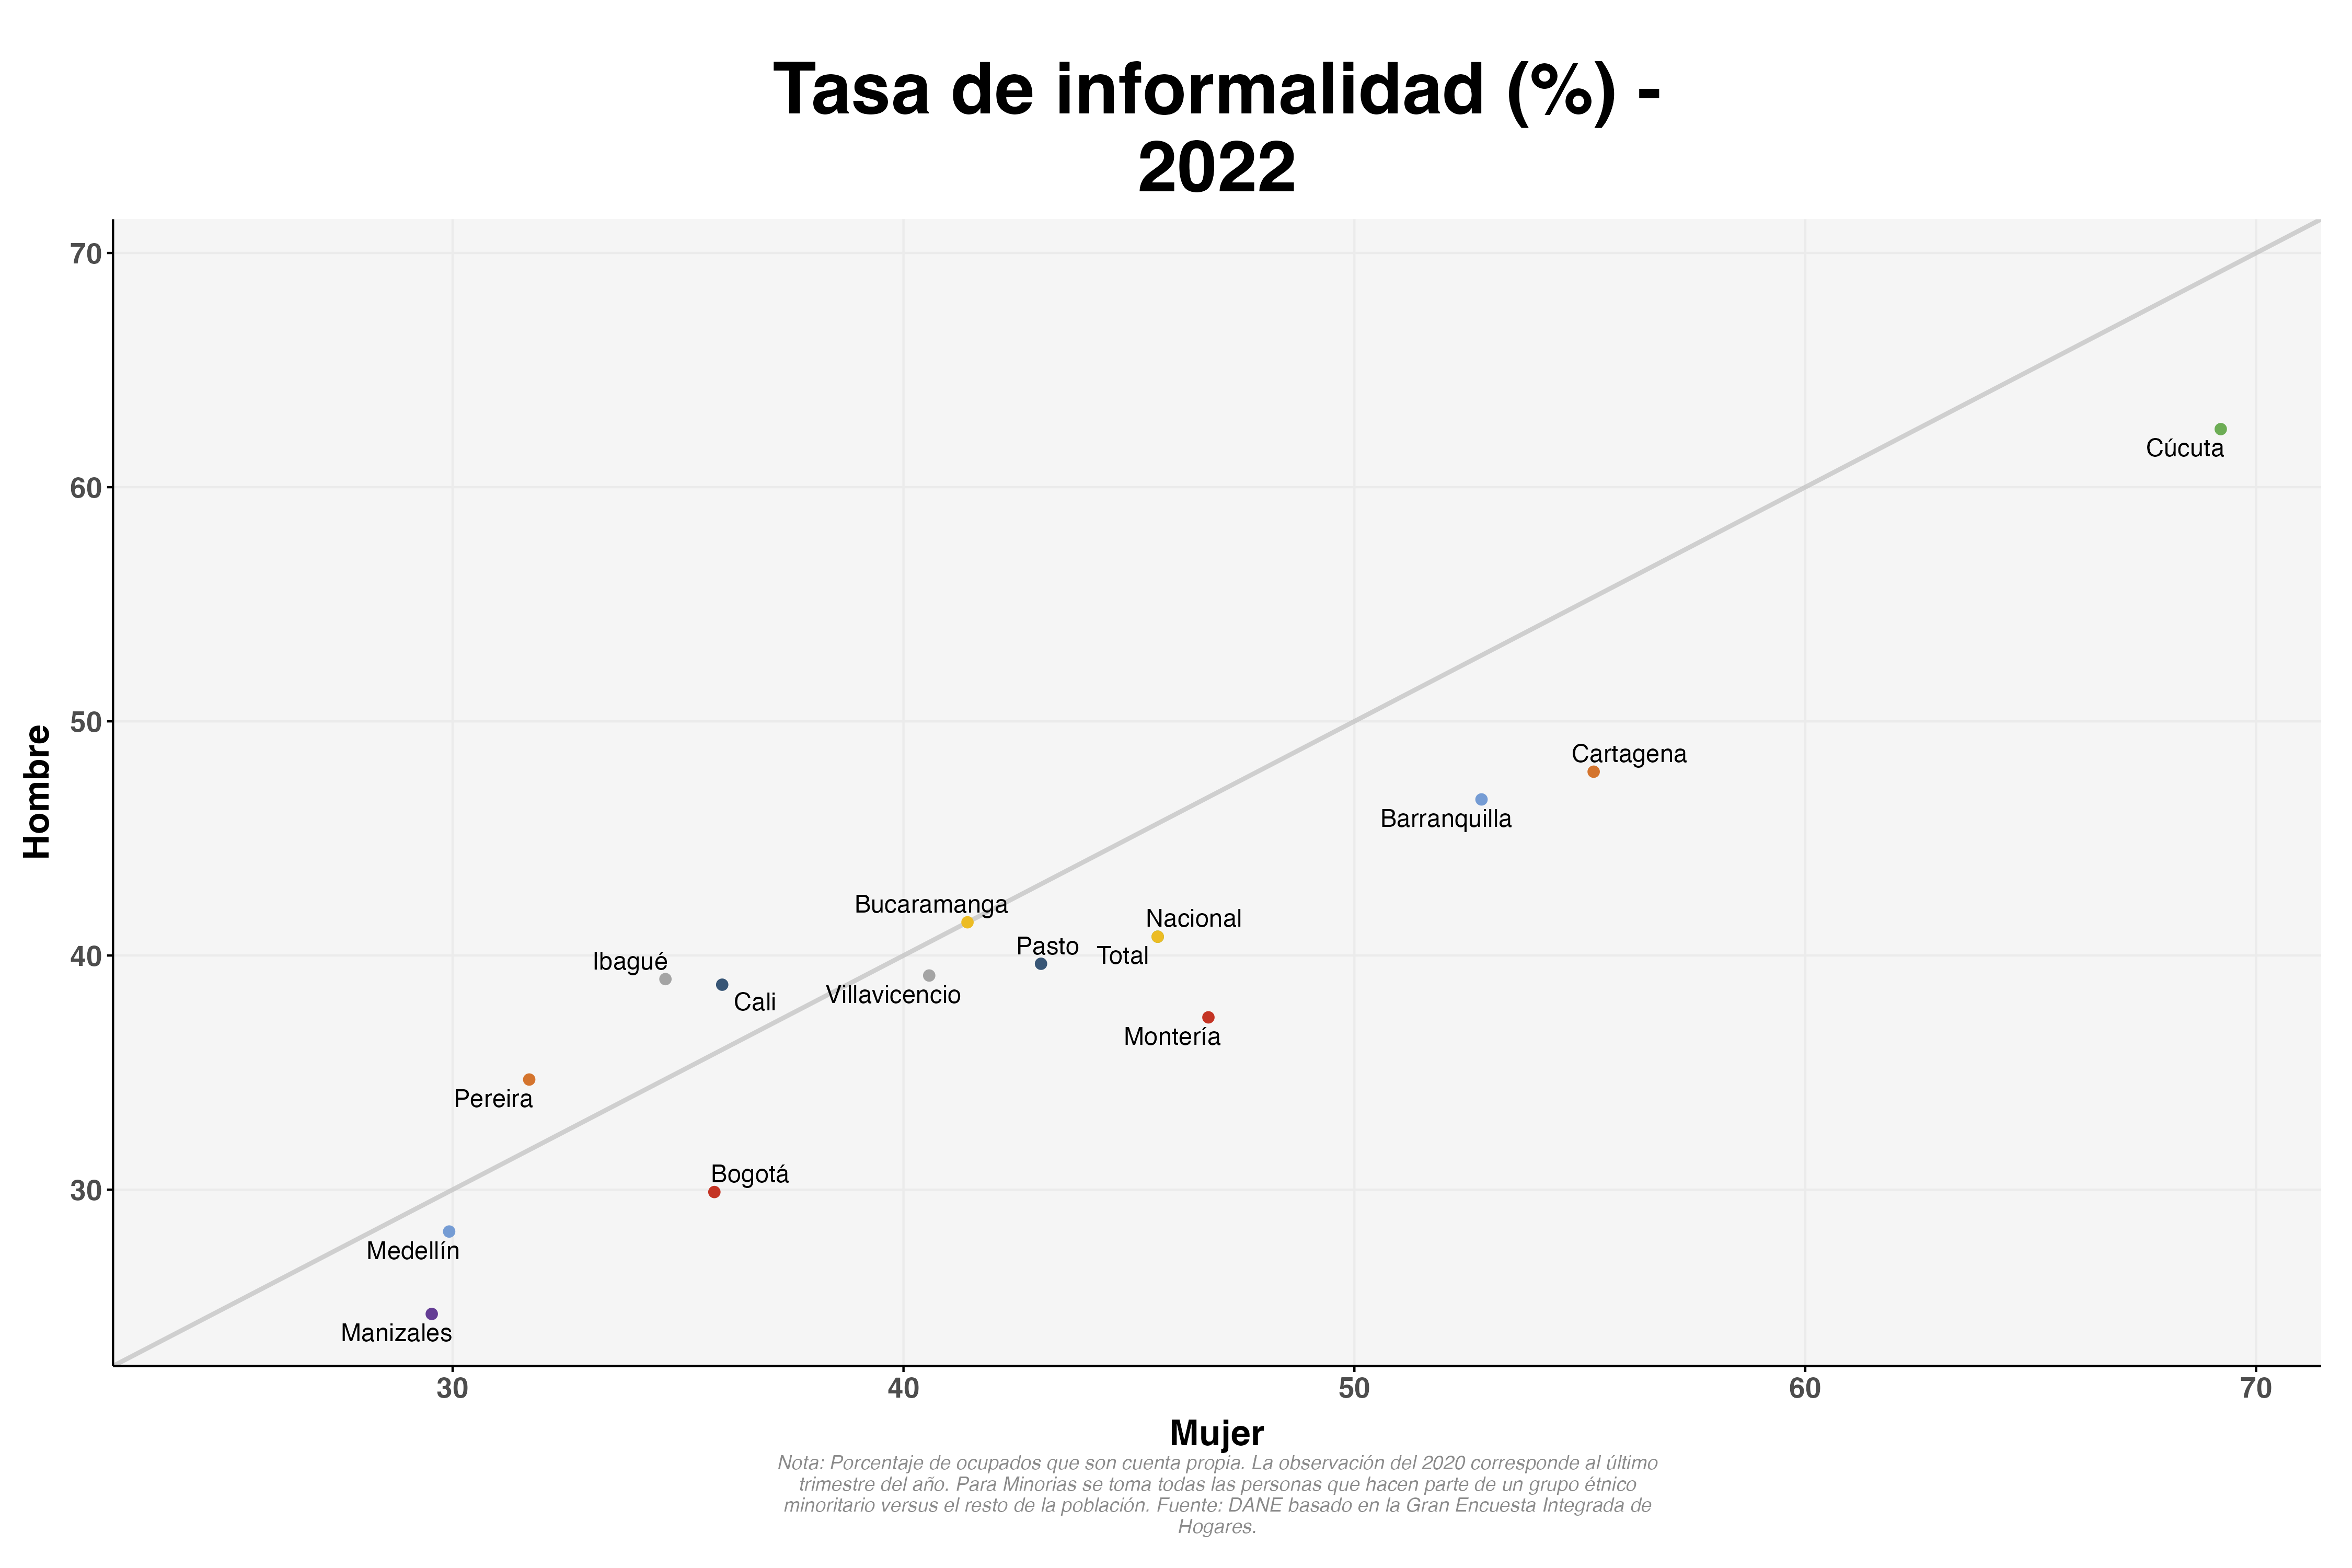 Tasa de informalidad (%) -
2022
70
60
50
40
30
Hombre
Cúcuta
Cartagena
Barranquilla
Bucaramanga
Nacional
Pasto
Total
Ibagué
Cali
Villavicencio
Montería
Pereira
Bogotá
Medellín
Manizales
30
40
50
60
70
Mujer
Nota: Porcentaje de ocupados que son cuenta propia. La observación del 2020 corresponde al último
trimestre del año. Para Minorias se toma todas las personas que hacen parte de un grupo étnico
minoritario versus el resto de la población. Fuente: DANE basado en la Gran Encuesta Integrada de
Hogares.